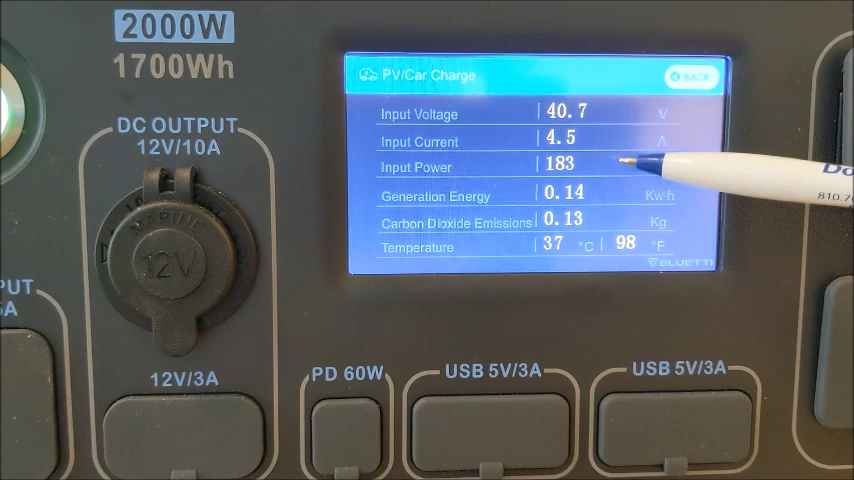 2000W
1700Wh
DC OUTPUT
12V/10A
MARINE
12V
12V/3A
PV/Car Charge
BACK
Input Voltage 40.7 V
Input Current 4.5 A
Input Power 183
Generation Energy 0.14 Kw·h
Carbon Dioxide Emissions 0.13 Kg
Temperature 37 °C 98 °F
BLUETTI
PD 60W
USB 5V/3A
USB 5V/3A